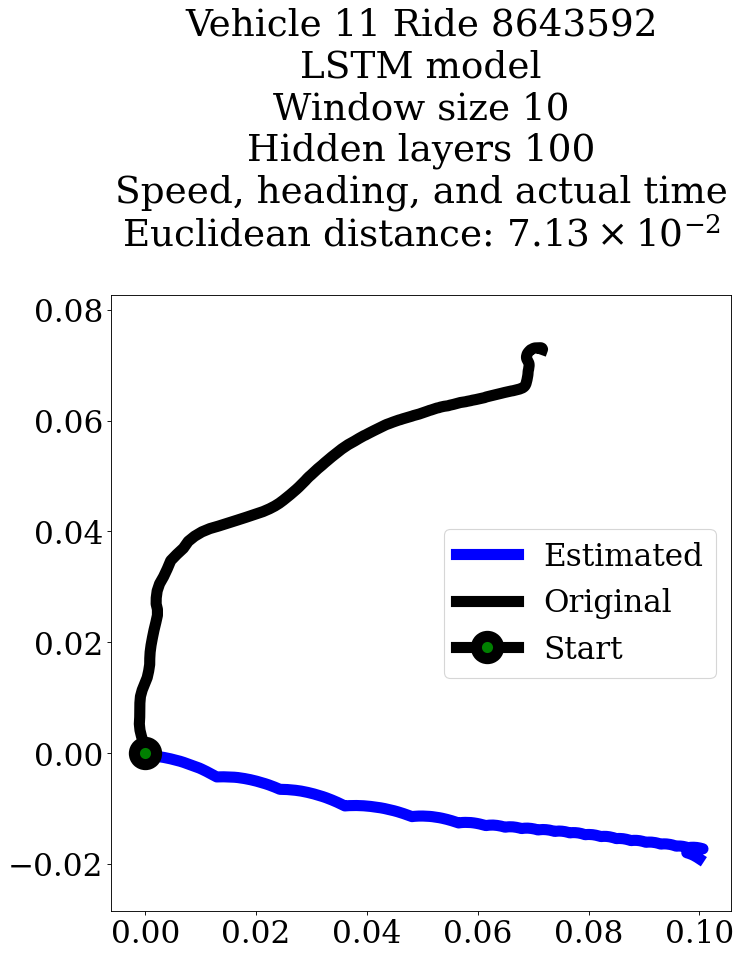 Vehicle 11 Ride 8643592
LSTM model
Window size 10
Hidden layers 100
Speed, heading, and actual time
Euclidean distance: 7.13 × 10⁻²
0.08
0.06
0.04
0.02
0.00
−0.02
Estimated
Original
Start
0.00 0.02 0.04 0.06 0.08 0.10